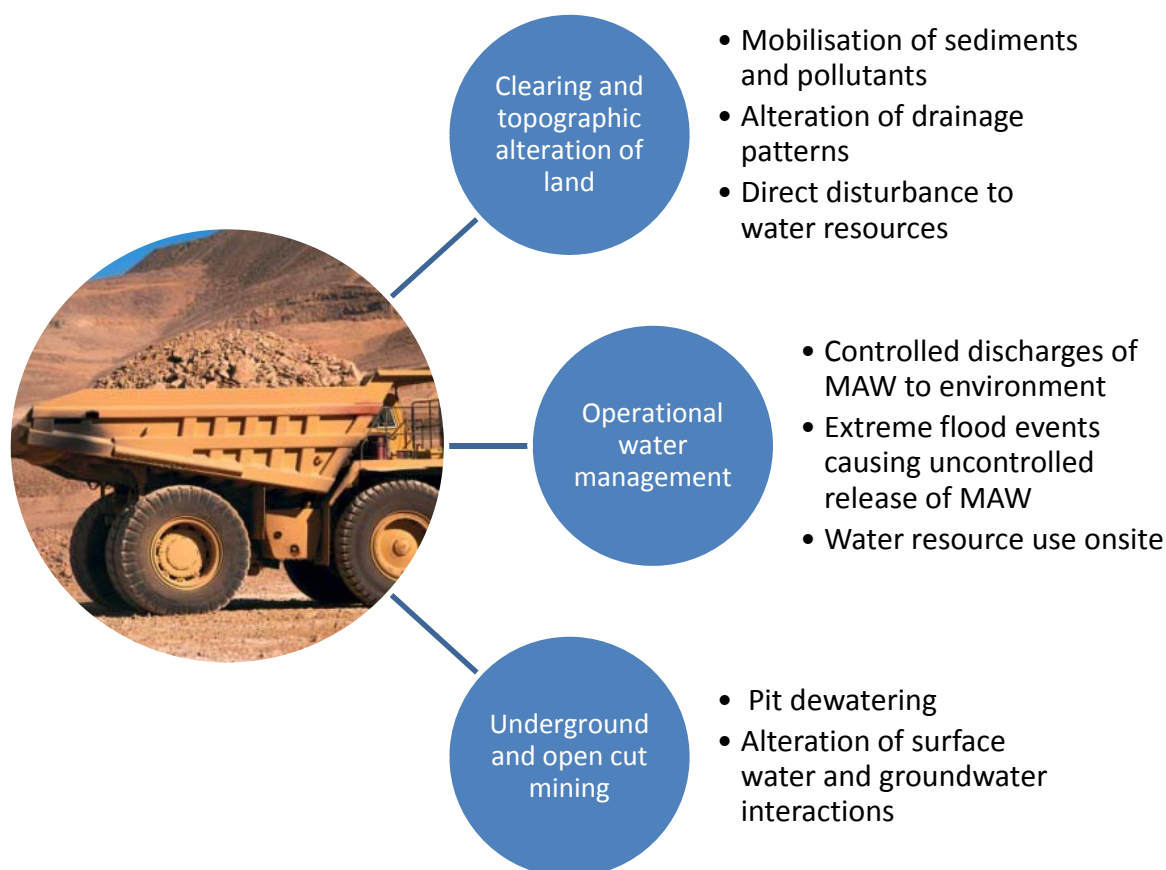 Clearing and
topographic
alteration of
land
• Mobilisation of sediments
and pollutants
• Alteration of drainage
patterns
• Direct disturbance to
water resources
Operational
water
management
• Controlled discharges of
MAW to environment
• Extreme flood events
causing uncontrolled
release of MAW
• Water resource use onsite
Underground
and open cut
mining
• Pit dewatering
• Alteration of surface
water and groundwater
interactions